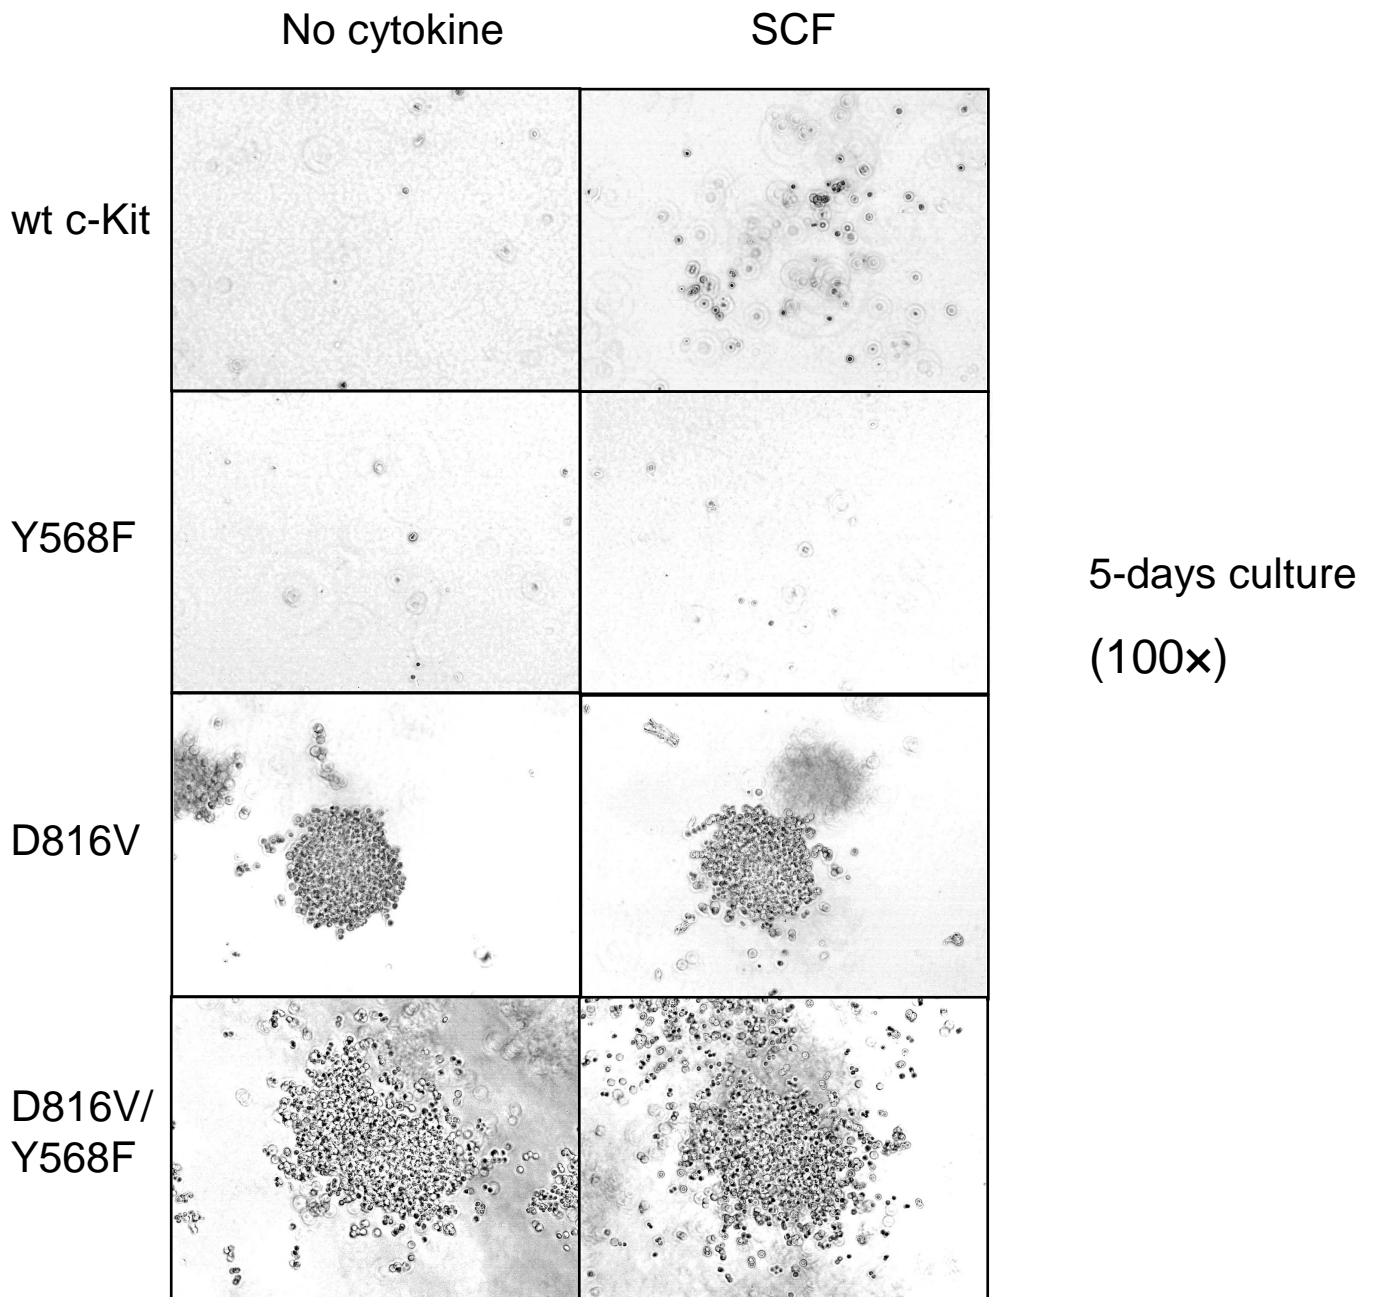 No cytokine
SCF
wt c-Kit
Y568F
5-days culture
(100×)
D816V
D816V/
Y568F